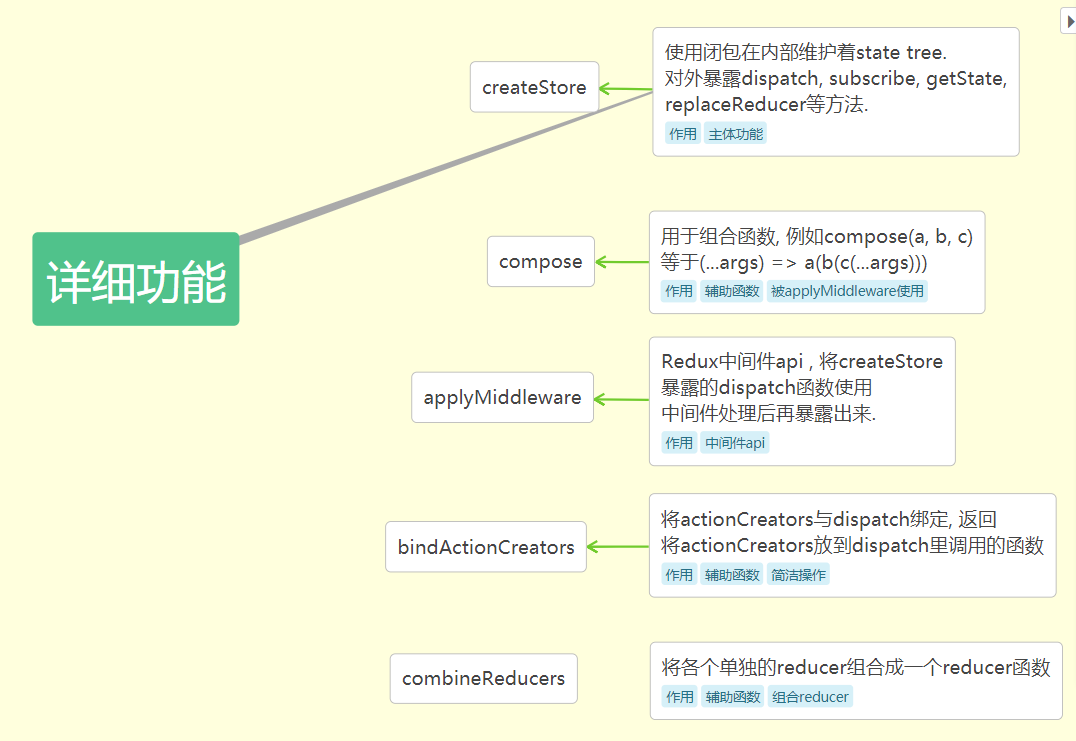 详细功能
createStore
使用闭包在内部维护着state tree.
对外暴露dispatch, subscribe, getState,
replaceReducer等方法.
作用 主体功能
compose
用于组合函数, 例如compose(a, b, c)
等于(...args) => a(b(c(...args)))
作用 辅助函数 被applyMiddleware使用
applyMiddleware
Redux中间件api , 将createStore
暴露的dispatch函数使用
中间件处理后再暴露出来.
作用 中间件api
bindActionCreators
将actionCreators与dispatch绑定, 返回
将actionCreators放到dispatch里调用的函数
作用 辅助函数 简洁操作
combineReducers
将各个单独的reducer组合成一个reducer函数
作用 辅助函数 组合reducer